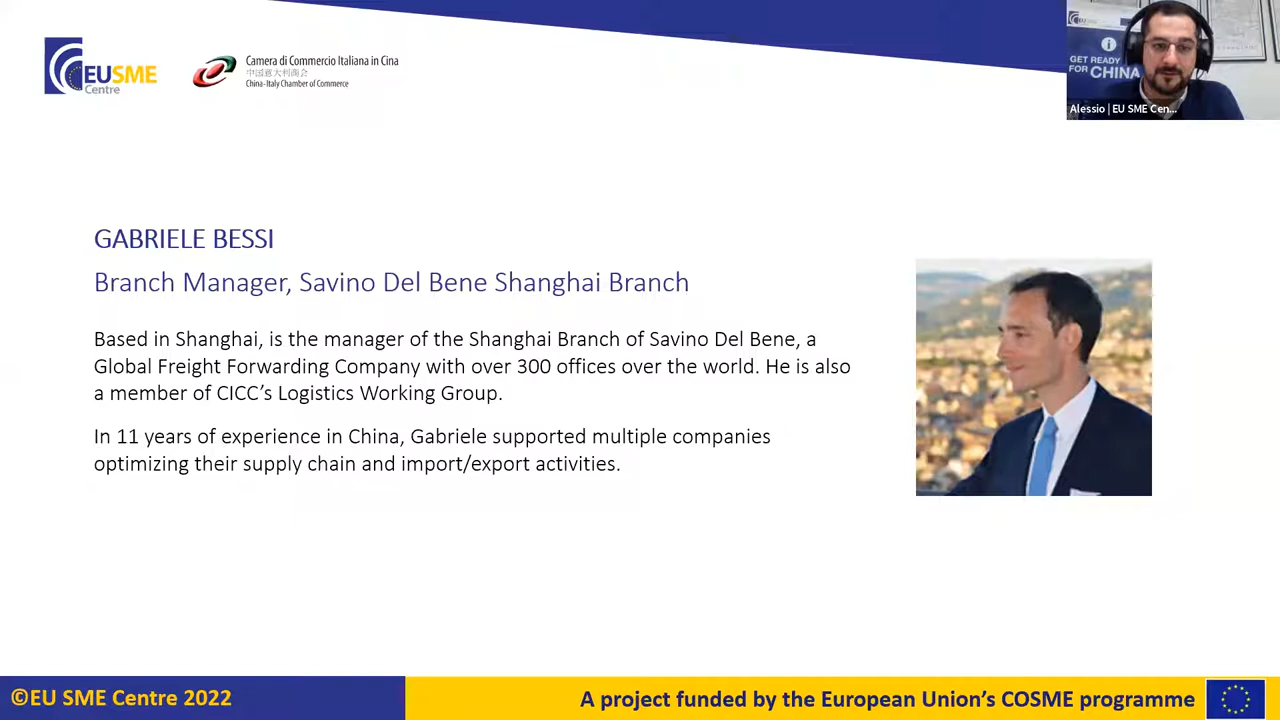 EUSME
Centre
Camera di Commercio Italiana in Cina
中国意大利商会
China-Italy Chamber of Commerce
GET READY
FOR CHINA
Alessio | EU SME Cen...
GABRIELE BESSI
Branch Manager, Savino Del Bene Shanghai Branch
Based in Shanghai, is the manager of the Shanghai Branch of Savino Del Bene, a
Global Freight Forwarding Company with over 300 offices over the world. He is also
a member of CICC’s Logistics Working Group.
In 11 years of experience in China, Gabriele supported multiple companies
optimizing their supply chain and import/export activities.
©EU SME Centre 2022
A project funded by the European Union’s COSME programme